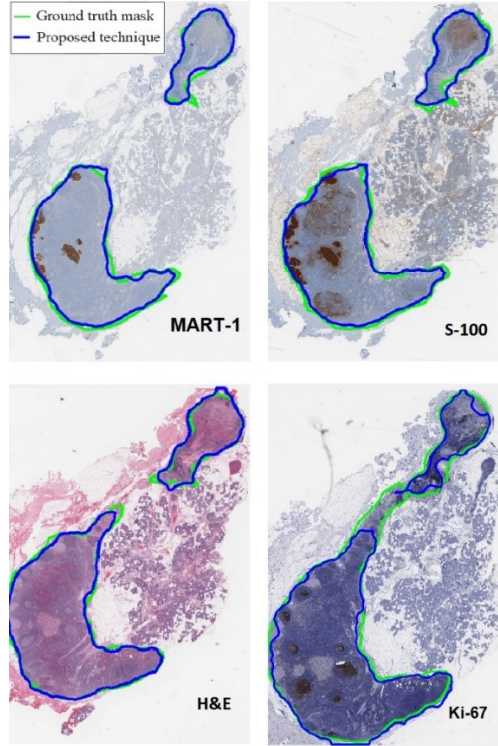 Ground truth mask
Proposed technique
MART-1
S-100
H&E
Ki-67